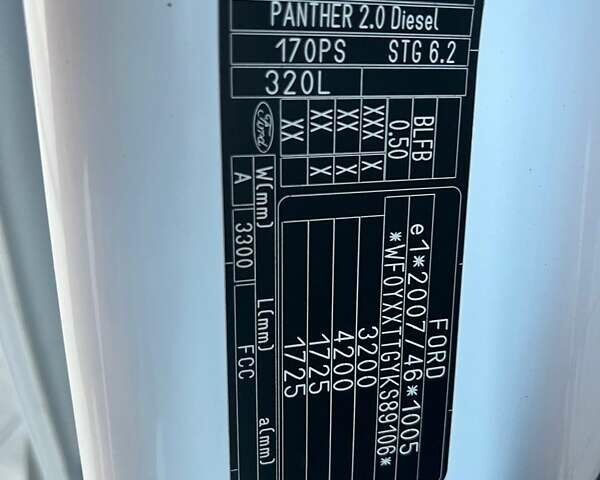 PANTHER 2.0 Diesel
170PS STG 6.2
320L
Ford
BLFB
0.50
XXX X
XX X
XX X
XX
FORD
e1*2007/46*1005
*WF0YXXTTGYKS89106*
3200
4200
1725
1725
W(mm) L(mm) a(mm)
A 3300 FCC